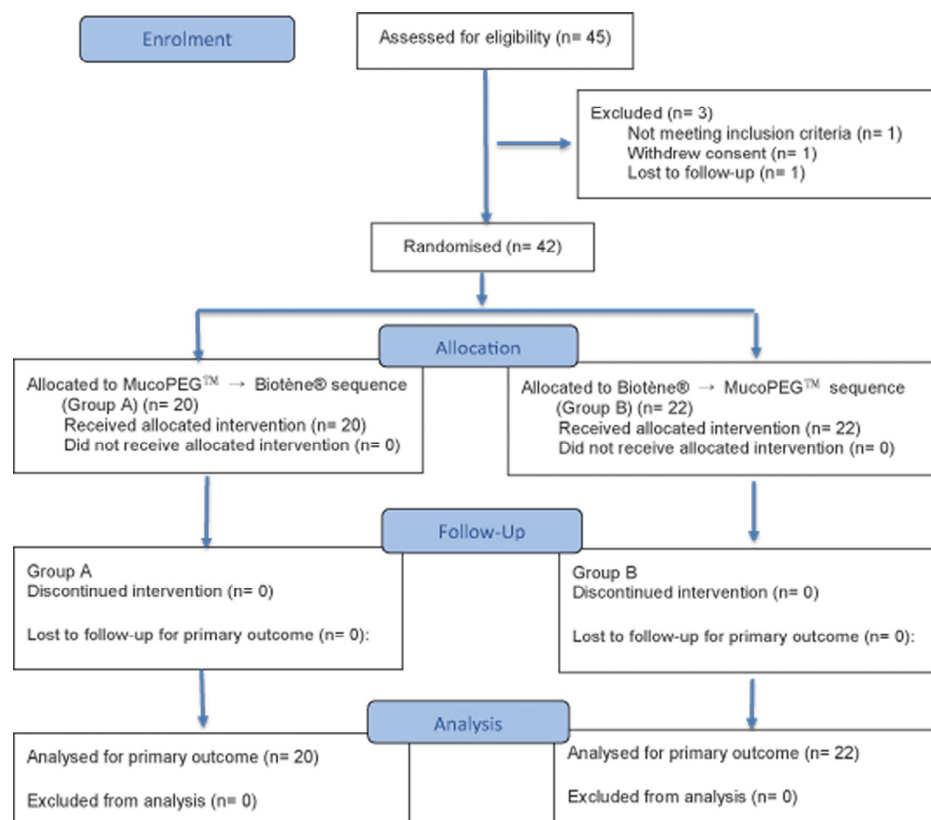 Enrolment
Assessed for eligibility (n= 45)
Excluded (n= 3)
Not meeting inclusion criteria (n= 1)
Withdrew consent (n= 1)
Lost to follow-up (n= 1)
Randomised (n= 42)
Allocation
Allocated to MucoPEG™ → Biotène® sequence
(Group A) (n= 20)
Received allocated intervention (n= 20)
Did not receive allocated intervention (n= 0)
Allocated to Biotène® → MucoPEG™ sequence
(Group B) (n= 22)
Received allocated intervention (n= 22)
Did not receive allocated intervention (n= 0)
Follow-Up
Group A
Discontinued intervention (n= 0)
Lost to follow-up for primary outcome (n= 0):
Group B
Discontinued intervention (n= 0)
Lost to follow-up for primary outcome (n= 0):
Analysis
Analysed for primary outcome (n= 20)
Excluded from analysis (n= 0)
Analysed for primary outcome (n= 22)
Excluded from analysis (n= 0)